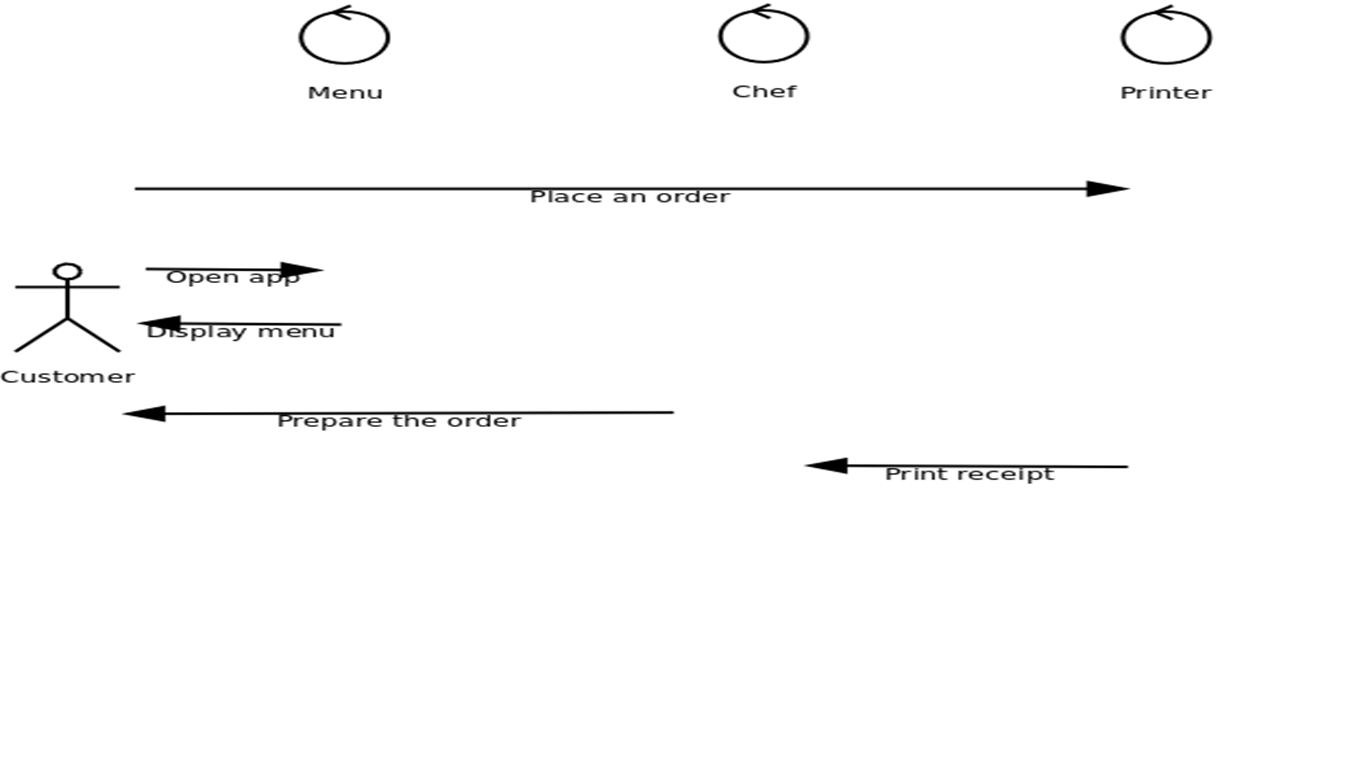 Menu
Chef
Printer
Place an order
Open app
Display menu
Customer
Prepare the order
Print receipt